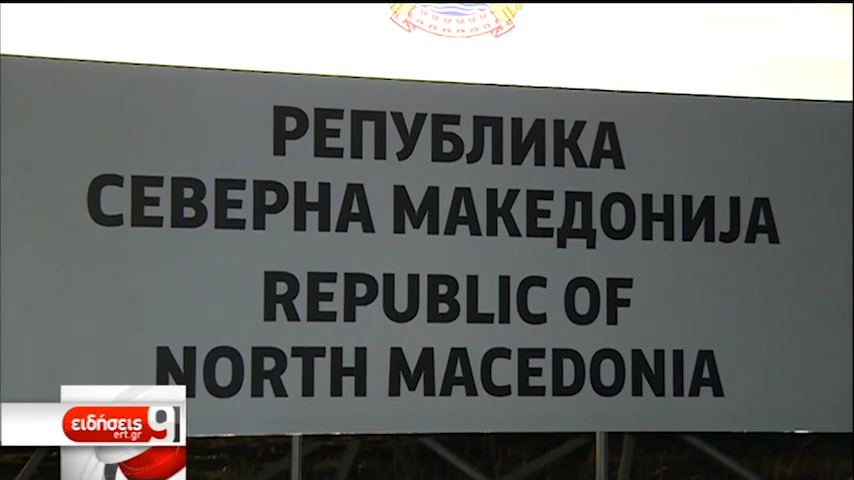 РЕПУБЛИКА
СЕВЕРНА МАКЕДОНИЈА
REPUBLIC OF
NORTH MACEDONIA
ειδήσεις 9
ert.gr